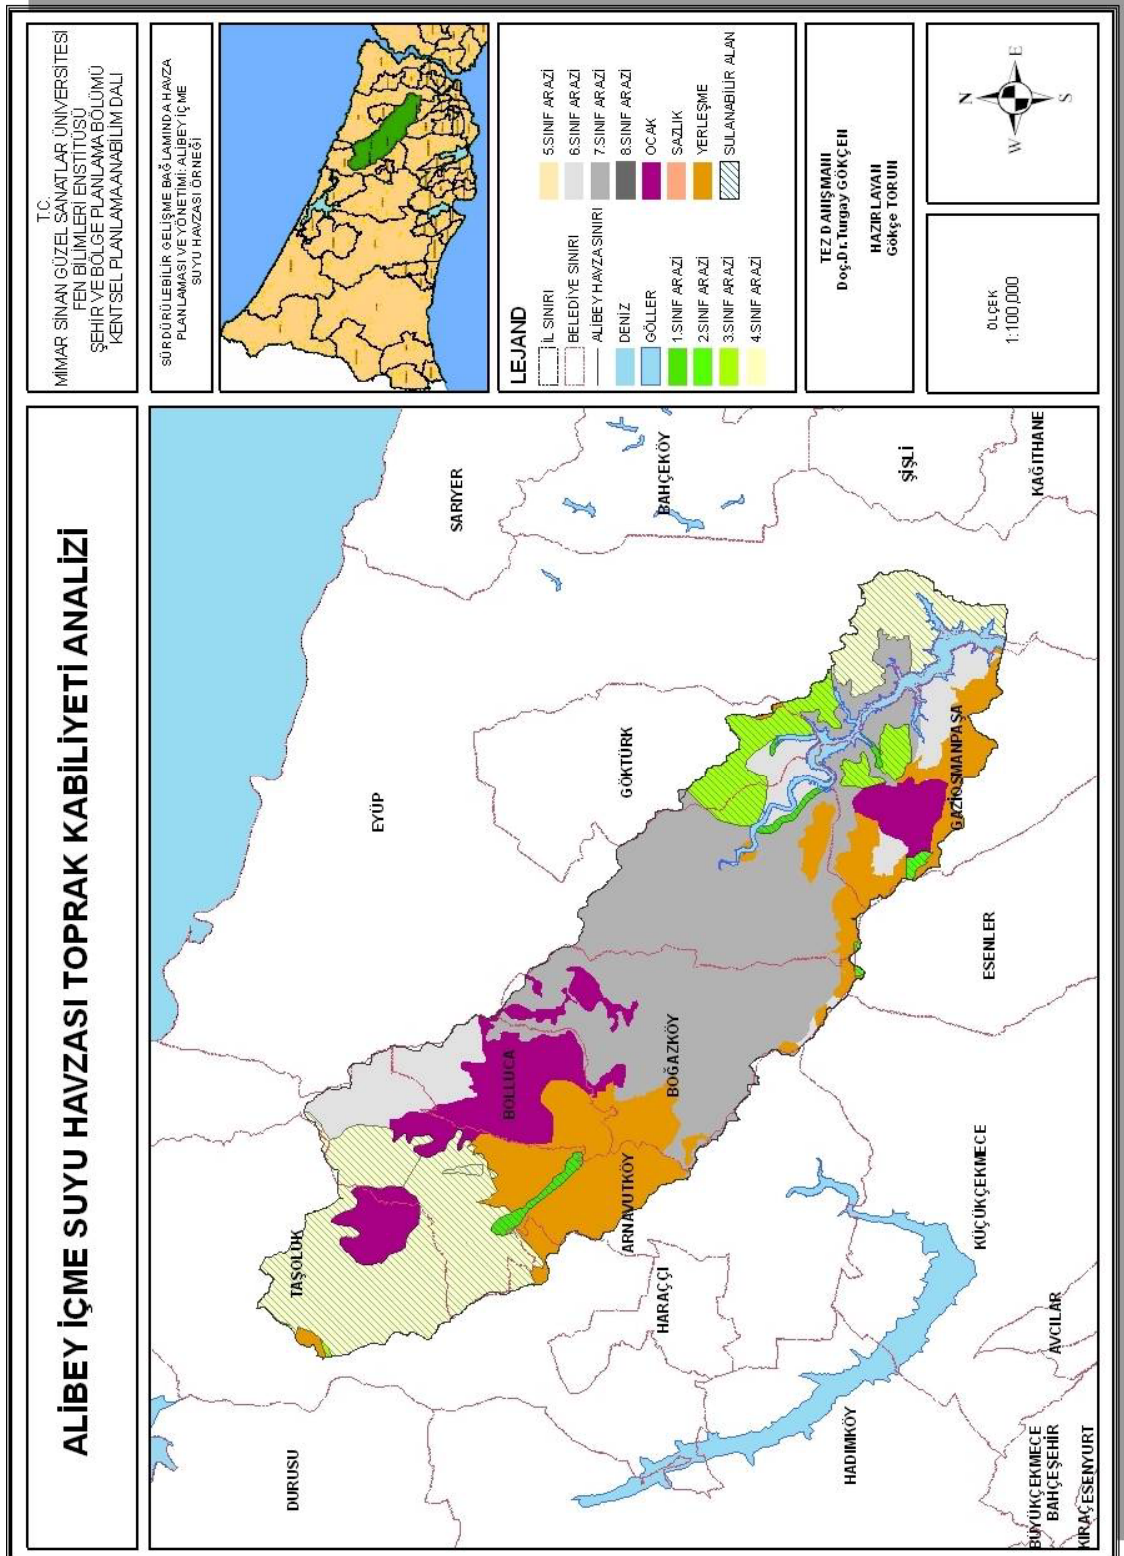 ALİBEY İÇME SUYU HAVZASI TOPRAK KABİLİYETİ ANALİZİ
T.C.
MİMAR SİNAN GÜZEL SANATLAR ÜNİVERSİTESİ
FEN BİLİMLERİ ENSTİTÜSÜ
ŞEHİR VE BÖLGE PLANLAMA BÖLÜMÜ
KENTSEL PLANLAMA ANABİLİM DALI
SÜRDÜRÜLEBİLİR GELİŞME BAĞLAMINDA HAVZA
PLANLAMASI VE YÖNETİMİ: ALİBEY İÇME
SUYU HAVZASI ÖRNEĞİ
LEJAND
İL SINIRI
BELEDİYE SINIRI
ALİBEY HAVZA SINIRI
DENİZ
GÖLLER
1.SINIF ARAZİ
2.SINIF ARAZİ
3.SINIF ARAZİ
4.SINIF ARAZİ
5.SINIF ARAZİ
6.SINIF ARAZİ
7.SINIF ARAZİ
8.SINIF ARAZİ
OCAK
SAZLIK
YERLEŞME
SULANABİLİR ALAN
TEZ DANIŞMANI
Doç.Dr.Turgay GÖKÇEN
HAZIRLAYAN
Gökçe TORUN
ÖLÇEK
1:100,000
N
W
E
S
SARIYER
BAHÇEKÖY
ŞİŞLİ
KAĞITHANE
EYÜP
GÖKTÜRK
GAZİOSMANPAŞA
ESENLER
BOLLUCA
BOĞAZKÖY
TAŞOLUK
ARNAVUTKÖY
HARAÇÇI
KÜÇÜKÇEKMECE
AVCILAR
DURUSU
HADIMKÖY
BÜYÜKÇEKMECE
BAHÇEŞEHİR
KIRAÇ
ESENYURT